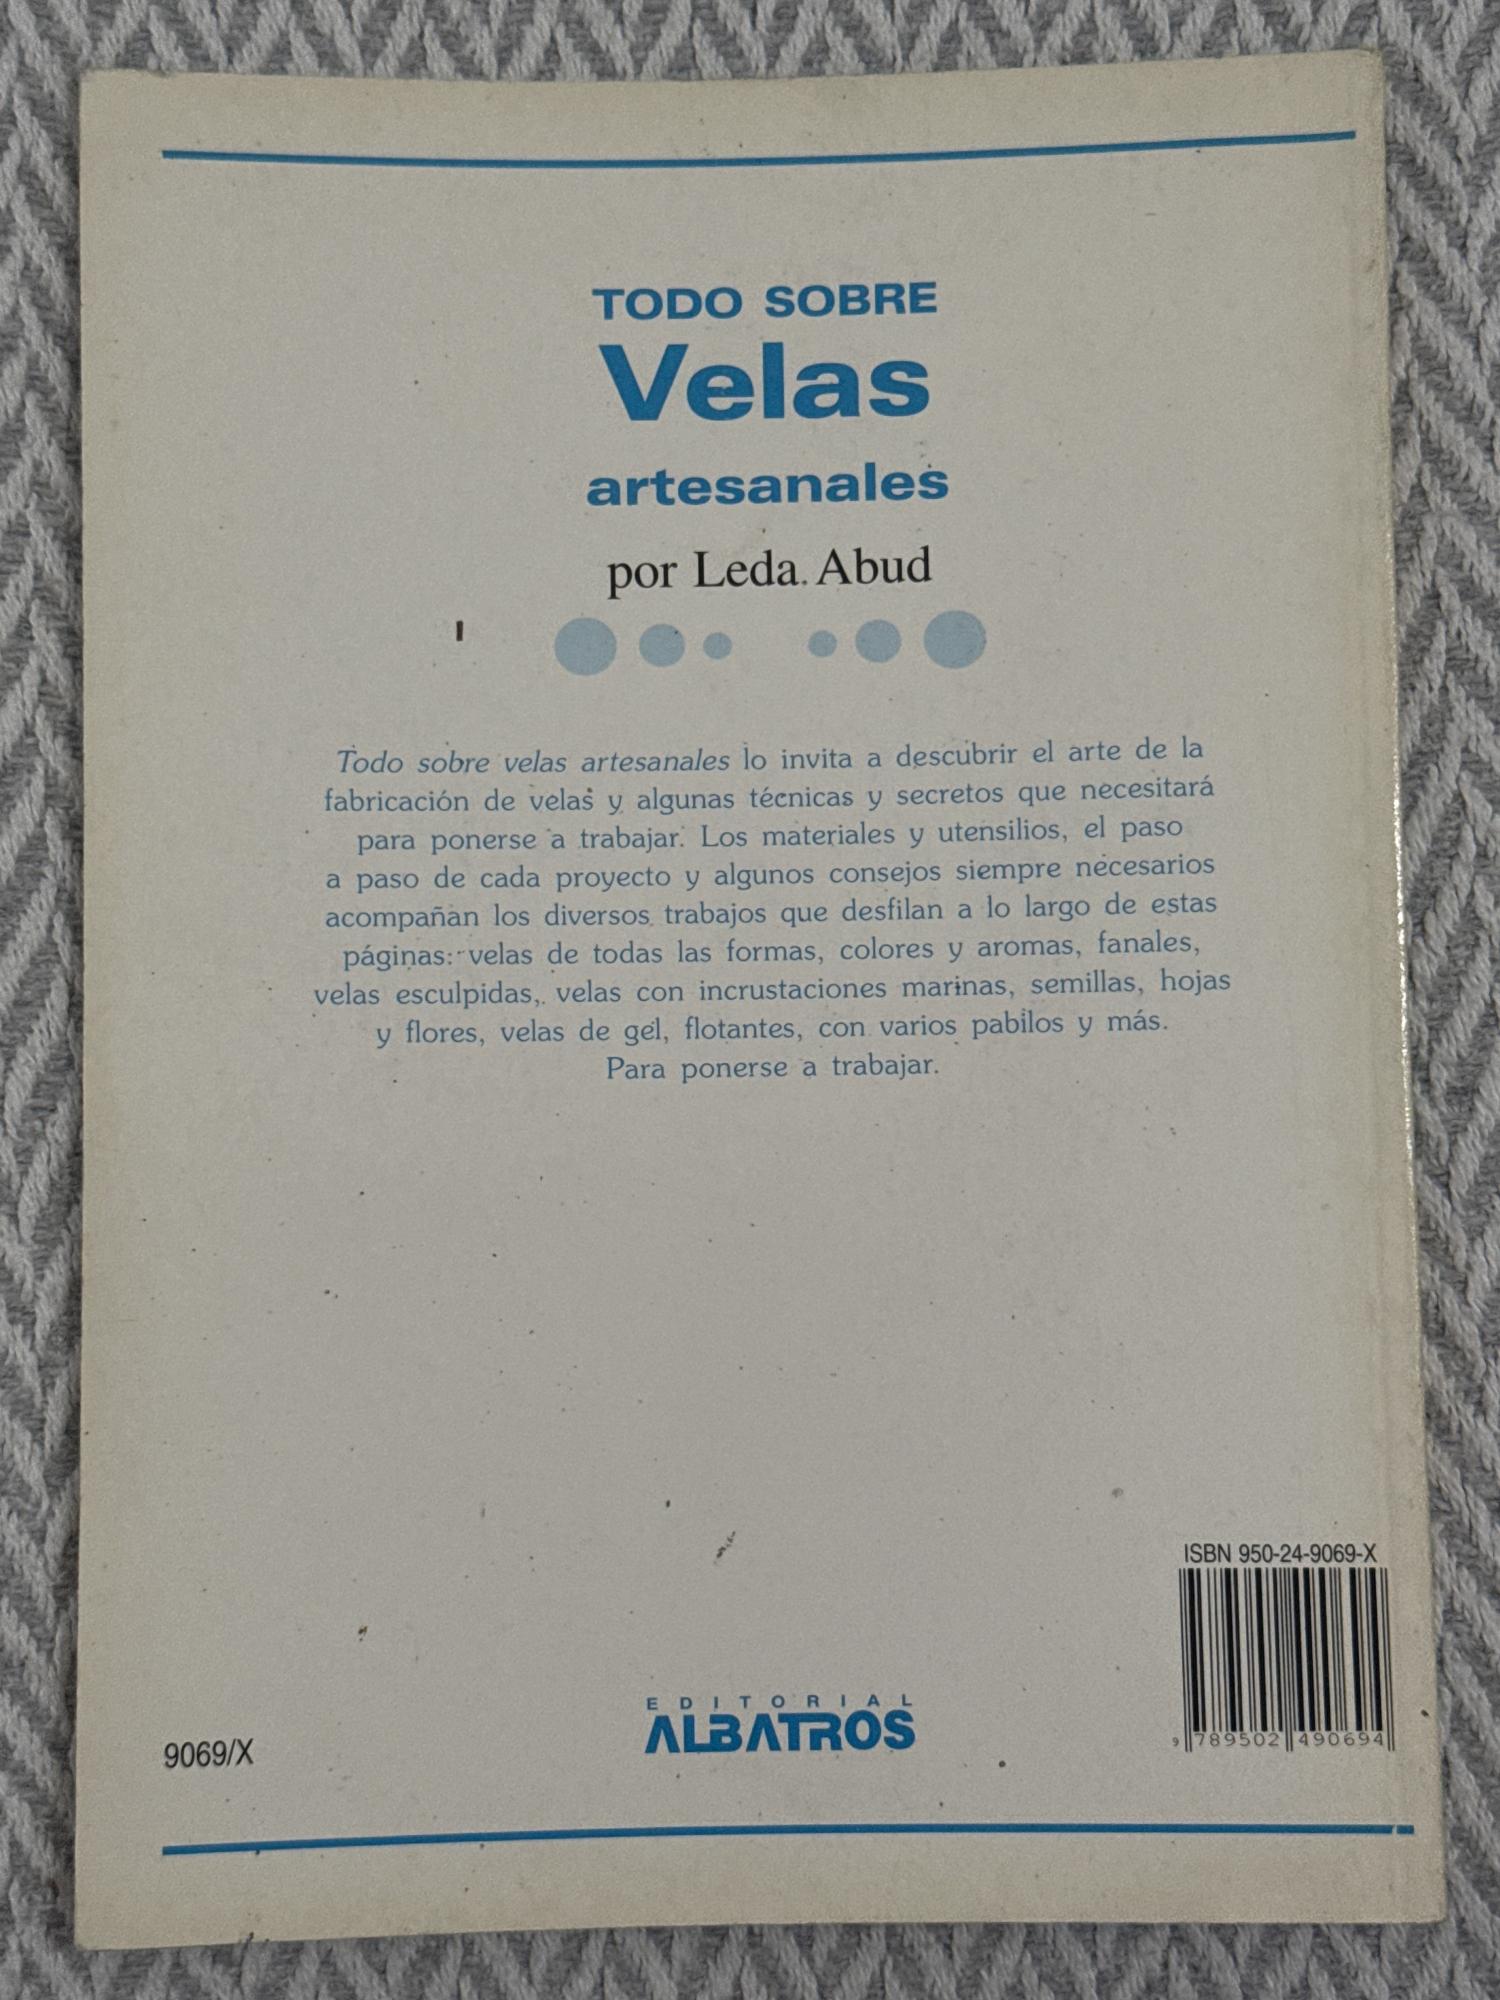 TODO SOBRE
Velas
artesanales
por Leda Abud
Todo sobre velas artesanales lo invita a descubrir el arte de la
fabricación de velas y algunas técnicas y secretos que necesitará
para ponerse a trabajar. Los materiales y utensilios, el paso
a paso de cada proyecto y algunos consejos siempre necesarios
acompañan los diversos trabajos que desfilan a lo largo de estas
páginas: velas de todas las formas, colores y aromas, fanales,
velas esculpidas, velas con incrustaciones marinas, semillas, hojas
y flores, velas de gel, flotantes, con varios pabilos y más.
Para ponerse a trabajar.
ISBN 950-24-9069-X
9 789502 490694
EDITORIAL
ALBATROS
9069/X